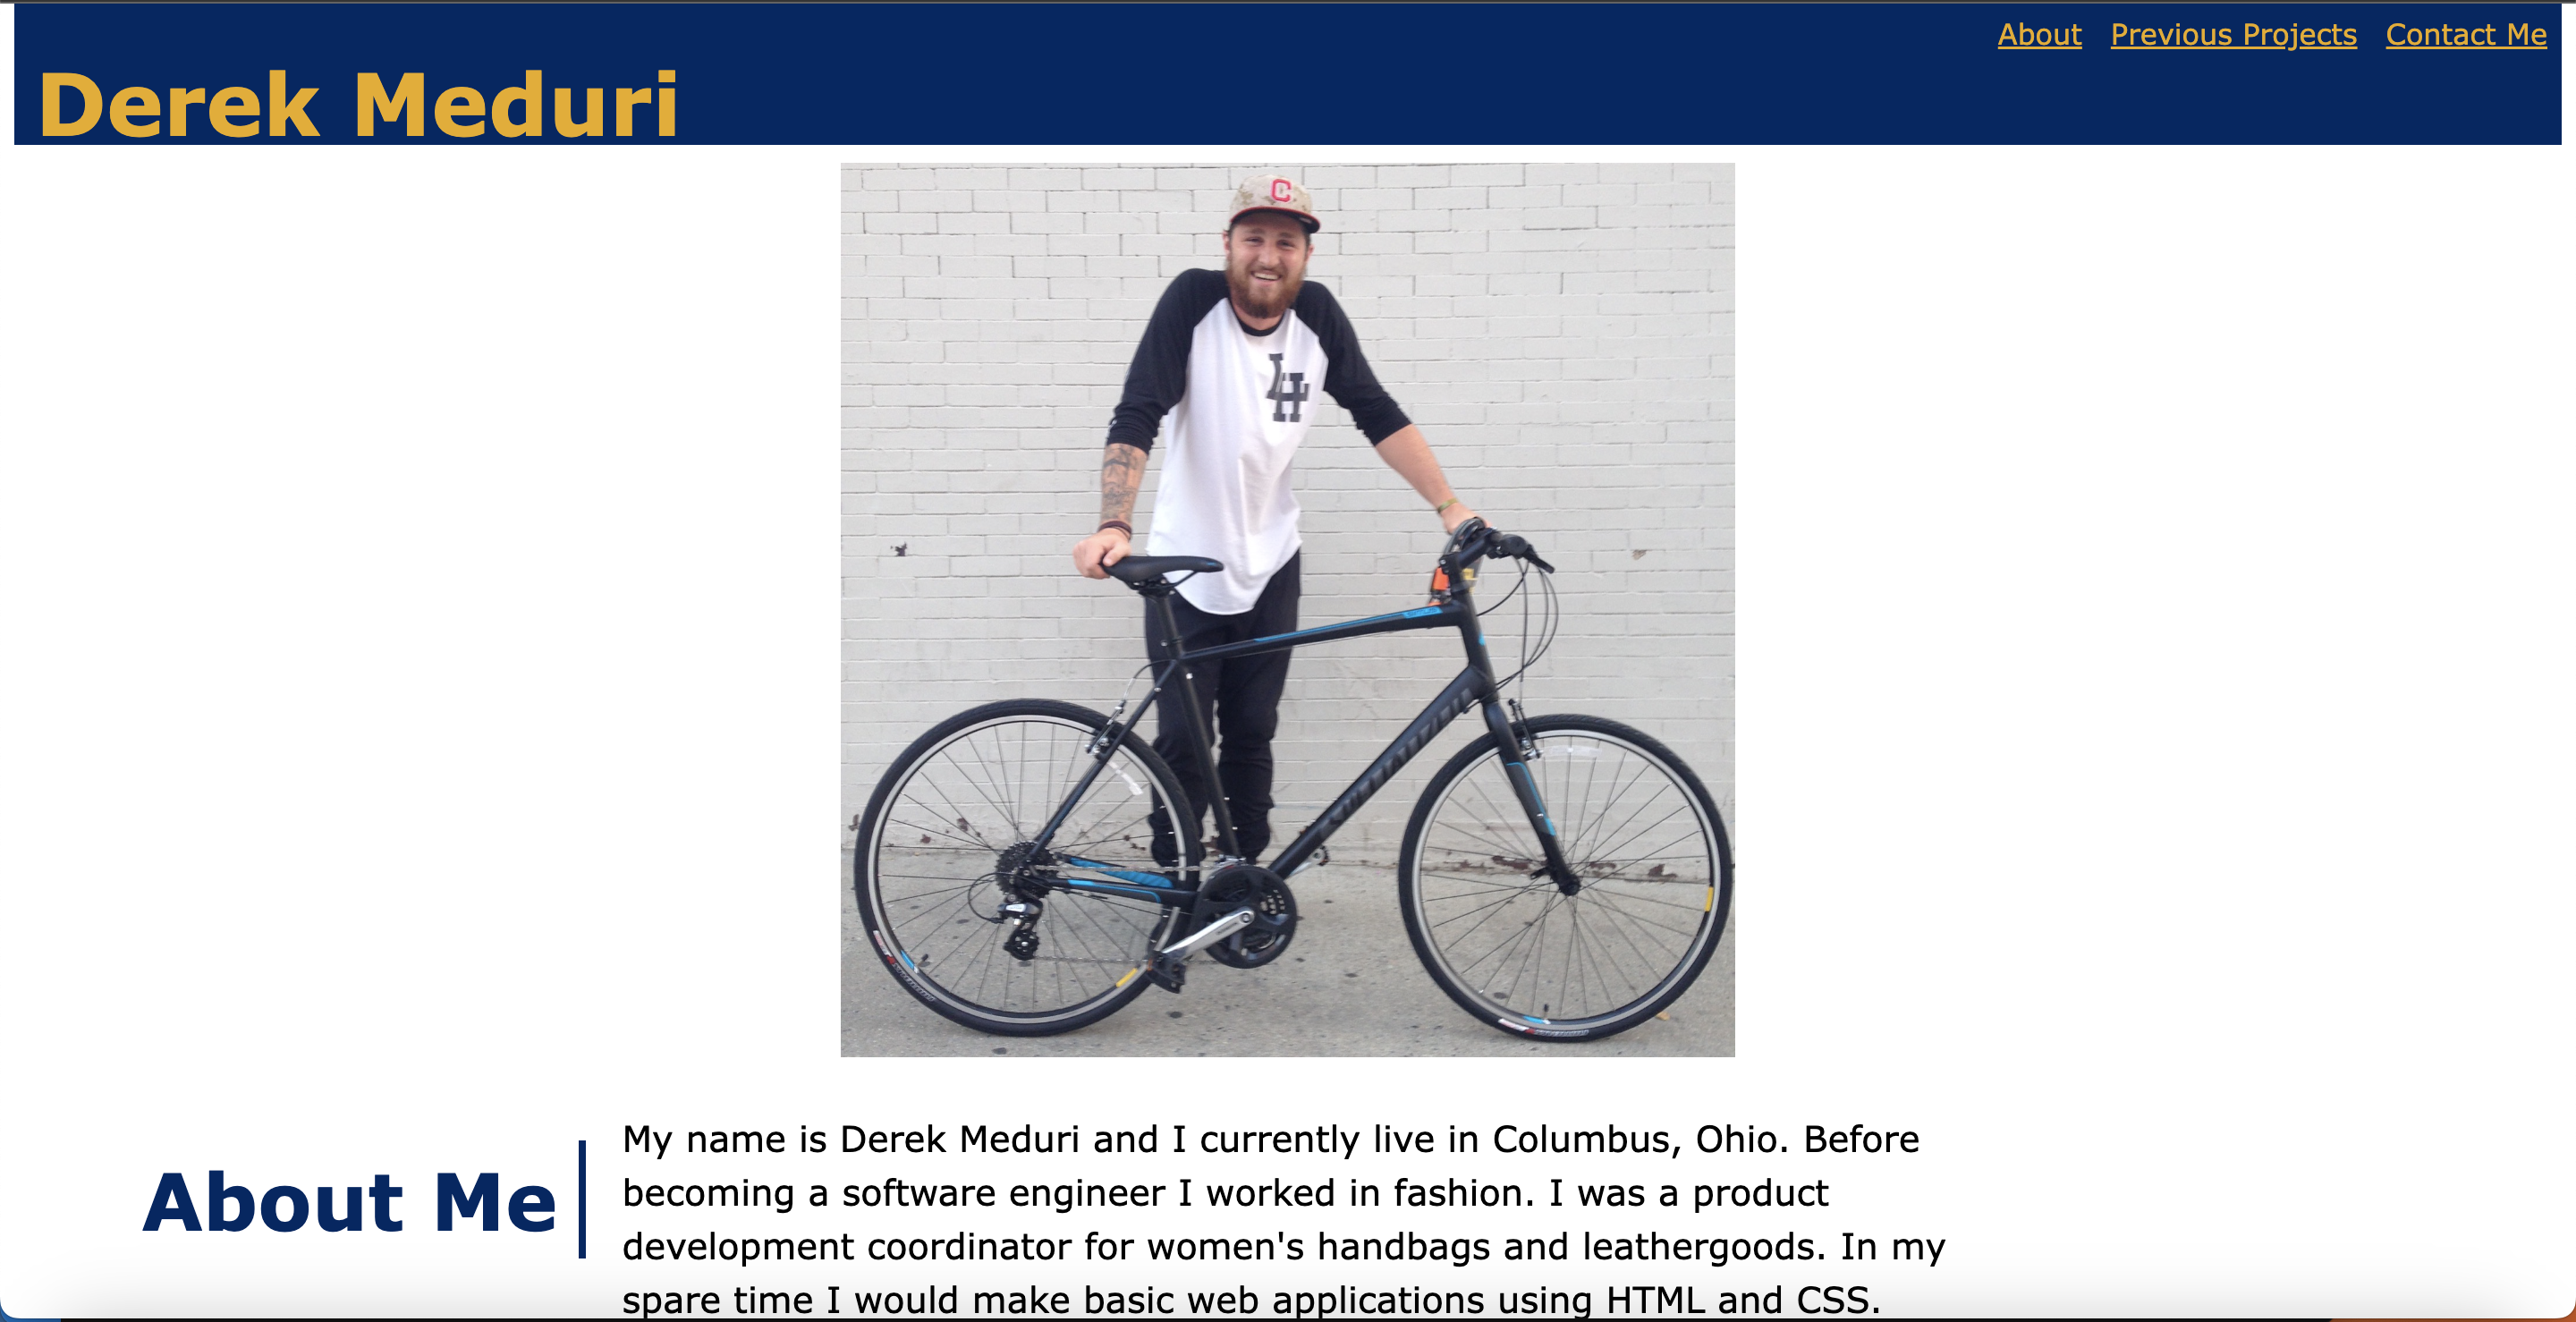 About Previous Projects Contact Me
Derek Meduri
C
LH
About Me
My name is Derek Meduri and I currently live in Columbus, Ohio. Before
becoming a software engineer I worked in fashion. I was a product
development coordinator for women's handbags and leathergoods. In my
spare time I would make basic web applications using HTML and CSS.